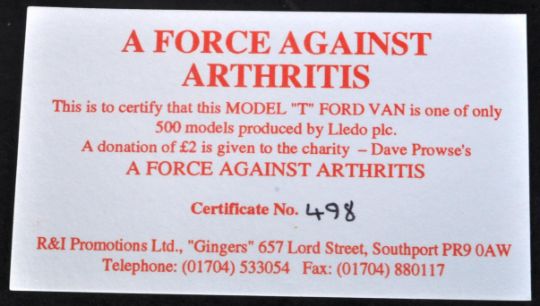 A FORCE AGAINST
ARTHRITIS
This is to certify that this MODEL "T" FORD VAN is one of only
500 models produced by Lledo plc.
A donation of £2 is given to the charity – Dave Prowse's
A FORCE AGAINST ARTHRITIS
Certificate No. 498
R&I Promotions Ltd., "Gingers" 657 Lord Street, Southport PR9 0AW
Telephone: (01704) 533054 Fax: (01704) 880117